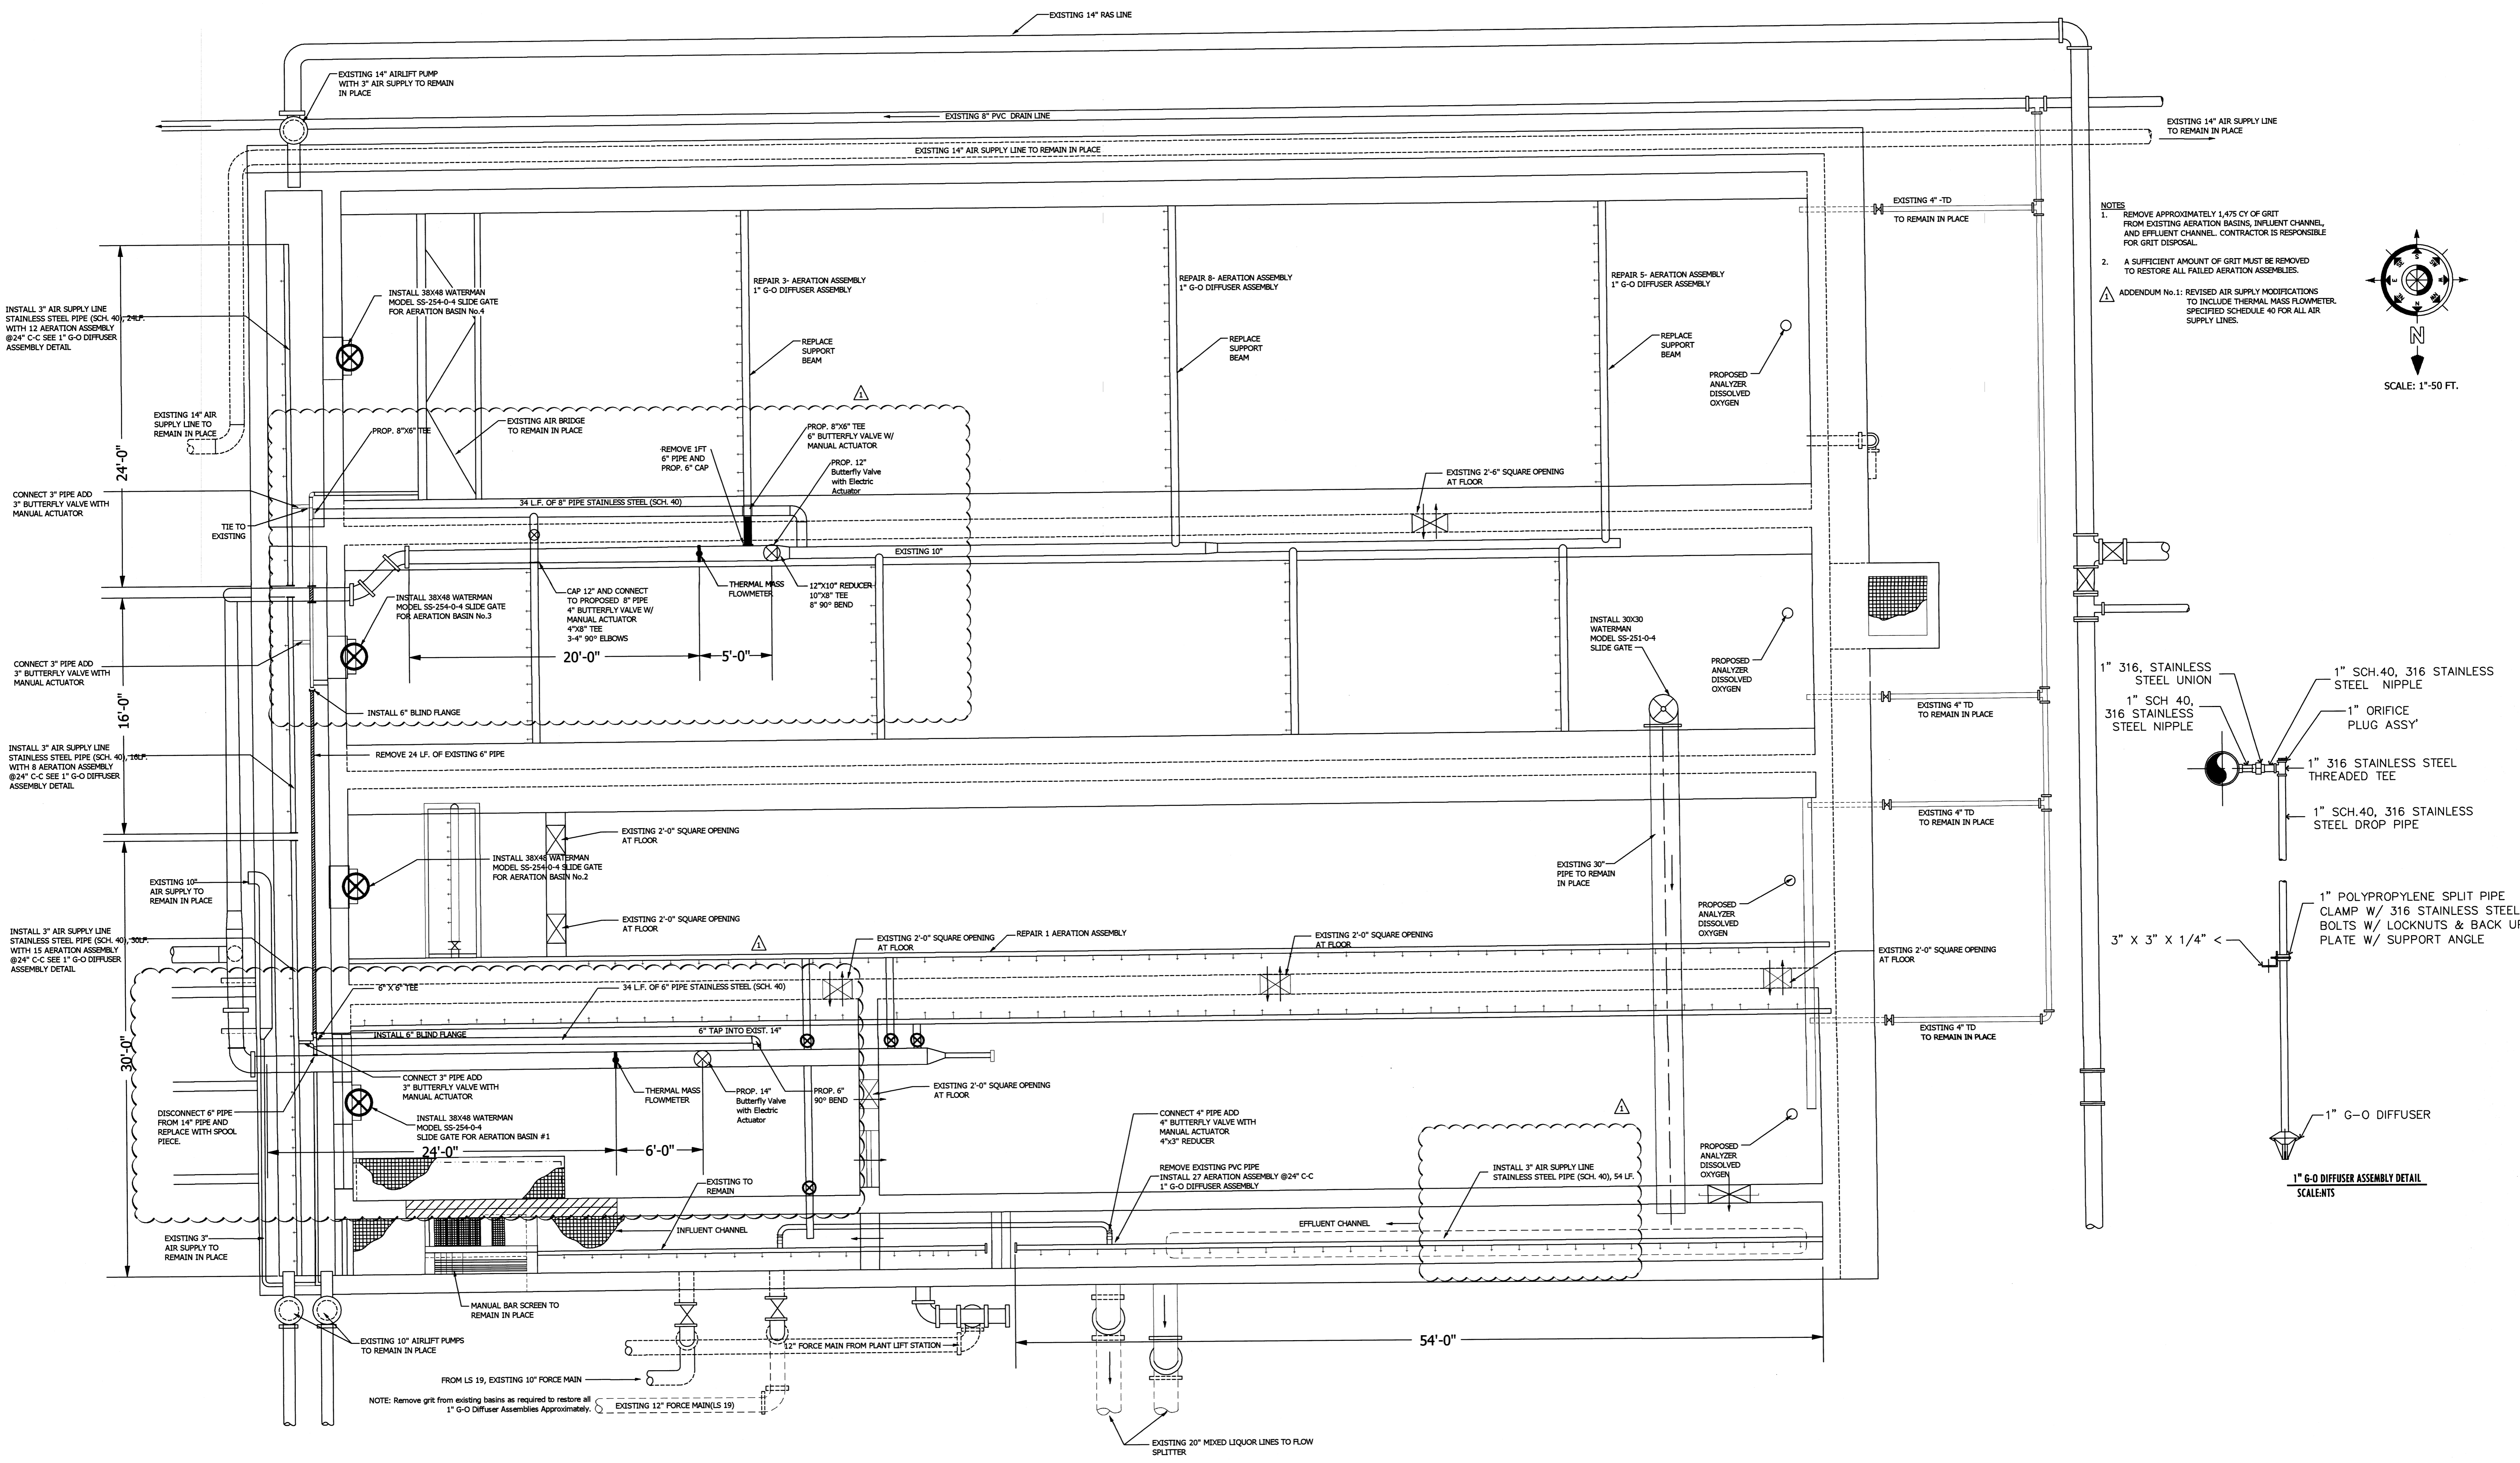 EXISTING 14" RAS LINE
EXISTING 14" AIRLIFT PUMP
WITH 3" AIR SUPPLY TO REMAIN
IN PLACE
EXISTING 8" PVC DRAIN LINE
EXISTING 14" AIR SUPPLY LINE
TO REMAIN IN PLACE
EXISTING 14" AIR SUPPLY LINE TO REMAIN IN PLACE
EXISTING 4" -TD
TO REMAIN IN PLACE
NOTES
1. REMOVE APPROXIMATELY 1,475 CY OF GRIT
FROM EXISTING AERATION BASINS, INFLUENT CHANNEL,
AND EFFLUENT CHANNEL. CONTRACTOR IS RESPONSIBLE
FOR GRIT DISPOSAL.
2. A SUFFICIENT AMOUNT OF GRIT MUST BE REMOVED
TO RESTORE ALL FAILED AERATION ASSEMBLIES.
1 ADDENDUM No.1: REVISED AIR SUPPLY MODIFICATIONS
TO INCLUDE THERMAL MASS FLOWMETER.
SPECIFIED SCHEDULE 40 FOR ALL AIR
SUPPLY LINES.
N
SCALE: 1"-50 FT.
INSTALL 3" AIR SUPPLY LINE
STAINLESS STEEL PIPE (SCH. 40), 24LF.
WITH 12 AERATION ASSEMBLY
@24" C-C SEE 1" G-O DIFFUSER
ASSEMBLY DETAIL
INSTALL 38X48 WATERMAN
MODEL SS-254-0-4 SLIDE GATE
FOR AERATION BASIN No.4
REPAIR 3- AERATION ASSEMBLY
1" G-O DIFFUSER ASSEMBLY
REPAIR 8- AERATION ASSEMBLY
1" G-O DIFFUSER ASSEMBLY
REPAIR 5- AERATION ASSEMBLY
1" G-O DIFFUSER ASSEMBLY
REPLACE
SUPPORT
BEAM
REPLACE
SUPPORT
BEAM
REPLACE
SUPPORT
BEAM
PROPOSED
ANALYZER
DISSOLVED
OXYGEN
1
24'-0"
EXISTING 14" AIR
SUPPLY LINE TO
REMAIN IN PLACE
PROP. 8"X6" TEE
EXISTING AIR BRIDGE
TO REMAIN IN PLACE
REMOVE 1FT
6" PIPE AND
PROP. 6" CAP
PROP. 8"X6" TEE
6" BUTTERFLY VALVE W/
MANUAL ACTUATOR
PROP. 12"
Butterfly Valve
with Electric
Actuator
EXISTING 2'-6" SQUARE OPENING
AT FLOOR
CONNECT 3" PIPE ADD
3" BUTTERFLY VALVE WITH
MANUAL ACTUATOR
TIE TO
EXISTING
34 L.F. OF 8" PIPE STAINLESS STEEL (SCH. 40)
EXISTING 10"
INSTALL 38X48 WATERMAN
MODEL SS-254-0-4 SLIDE GATE
FOR AERATION BASIN No.3
CAP 12" AND CONNECT
TO PROPOSED 8" PIPE
4" BUTTERFLY VALVE W/
MANUAL ACTUATOR
4"X8" TEE
3-4" 90° ELBOWS
THERMAL MASS
FLOWMETER
12"X10" REDUCER
10"X8" TEE
8" 90° BEND
20'-0"
5'-0"
INSTALL 30X30
WATERMAN
MODEL SS-251-0-4
SLIDE GATE
PROPOSED
ANALYZER
DISSOLVED
OXYGEN
CONNECT 3" PIPE ADD
3" BUTTERFLY VALVE WITH
MANUAL ACTUATOR
16'-0"
INSTALL 6" BLIND FLANGE
EXISTING 4" TD
TO REMAIN IN PLACE
1" 316, STAINLESS
STEEL UNION
1" SCH 40,
316 STAINLESS
STEEL NIPPLE
1" SCH.40, 316 STAINLESS
STEEL NIPPLE
1" ORIFICE
PLUG ASSY'
1" 316 STAINLESS STEEL
THREADED TEE
1" SCH.40, 316 STAINLESS
STEEL DROP PIPE
INSTALL 3" AIR SUPPLY LINE
STAINLESS STEEL PIPE (SCH. 40), 16LF.
WITH 8 AERATION ASSEMBLY
@24" C-C SEE 1" G-O DIFFUSER
ASSEMBLY DETAIL
REMOVE 24 LF. OF EXISTING 6" PIPE
EXISTING 4" TD
TO REMAIN IN PLACE
EXISTING 2'-0" SQUARE OPENING
AT FLOOR
INSTALL 38X48 WATERMAN
MODEL SS-254-0-4 SLIDE GATE
FOR AERATION BASIN No.2
EXISTING 30"
PIPE TO REMAIN
IN PLACE
EXISTING 10"
AIR SUPPLY TO
REMAIN IN PLACE
EXISTING 2'-0" SQUARE OPENING
AT FLOOR
PROPOSED
ANALYZER
DISSOLVED
OXYGEN
1" POLYPROPYLENE SPLIT PIPE
CLAMP W/ 316 STAINLESS STEEL
BOLTS W/ LOCKNUTS & BACK UP
PLATE W/ SUPPORT ANGLE
3" X 3" X 1/4" <
INSTALL 3" AIR SUPPLY LINE
STAINLESS STEEL PIPE (SCH. 40), 30LF.
WITH 15 AERATION ASSEMBLY
@24" C-C SEE 1" G-O DIFFUSER
ASSEMBLY DETAIL
1
EXISTING 2'-0" SQUARE OPENING
AT FLOOR
REPAIR 1 AERATION ASSEMBLY
EXISTING 2'-0" SQUARE OPENING
AT FLOOR
EXISTING 2'-0" SQUARE OPENING
AT FLOOR
6" X 6" TEE
34 L.F. OF 6" PIPE STAINLESS STEEL (SCH. 40)
INSTALL 6" BLIND FLANGE
6" TAP INTO EXIST. 14"
EXISTING 4" TD
TO REMAIN IN PLACE
30'-0"
CONNECT 3" PIPE ADD
3" BUTTERFLY VALVE WITH
MANUAL ACTUATOR
THERMAL MASS
FLOWMETER
PROP. 14"
Butterfly Valve
with Electric
Actuator
PROP. 6"
90° BEND
EXISTING 2'-0" SQUARE OPENING
AT FLOOR
DISCONNECT 6" PIPE
FROM 14" PIPE AND
REPLACE WITH SPOOL
PIECE.
INSTALL 38X48 WATERMAN
MODEL SS-254-0-4
SLIDE GATE FOR AERATION BASIN #1
CONNECT 4" PIPE ADD
4" BUTTERFLY VALVE WITH
MANUAL ACTUATOR
4"x3" REDUCER
1
1" G-O DIFFUSER
24'-0"
6'-0"
REMOVE EXISTING PVC PIPE
INSTALL 27 AERATION ASSEMBLY @24" C-C
1" G-O DIFFUSER ASSEMBLY
INSTALL 3" AIR SUPPLY LINE
STAINLESS STEEL PIPE (SCH. 40), 54 LF.
PROPOSED
ANALYZER
DISSOLVED
OXYGEN
1" G-O DIFFUSER ASSEMBLY DETAIL
SCALE:NTS
EXISTING TO
REMAIN
INFLUENT CHANNEL
EFFLUENT CHANNEL
EXISTING 3"
AIR SUPPLY TO
REMAIN IN PLACE
MANUAL BAR SCREEN TO
REMAIN IN PLACE
EXISTING 10" AIRLIFT PUMPS
TO REMAIN IN PLACE
12" FORCE MAIN FROM PLANT LIFT STATION
54'-0"
FROM LS 19, EXISTING 10" FORCE MAIN
NOTE: Remove grit from existing basins as required to restore all
1" G-O Diffuser Assemblies Approximately.
EXISTING 12" FORCE MAIN(LS 19)
EXISTING 20" MIXED LIQUOR LINES TO FLOW
SPLITTER